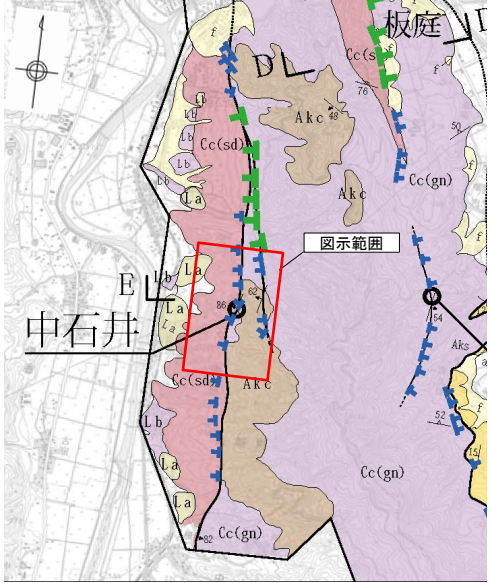 板庭
D
D
f
f
f
Cc(s
76
50
48
Akc
Akc
Cc(gn)
Lb
Lb
Lb
Lb
Cc(sd)
La
f
図示範囲
E
Lb
La
La
62
86
中石井
54
Aks
Cc(sd)
Akc
Lb
La
La
52
15
Cc(gn)
Cc(gn)
82